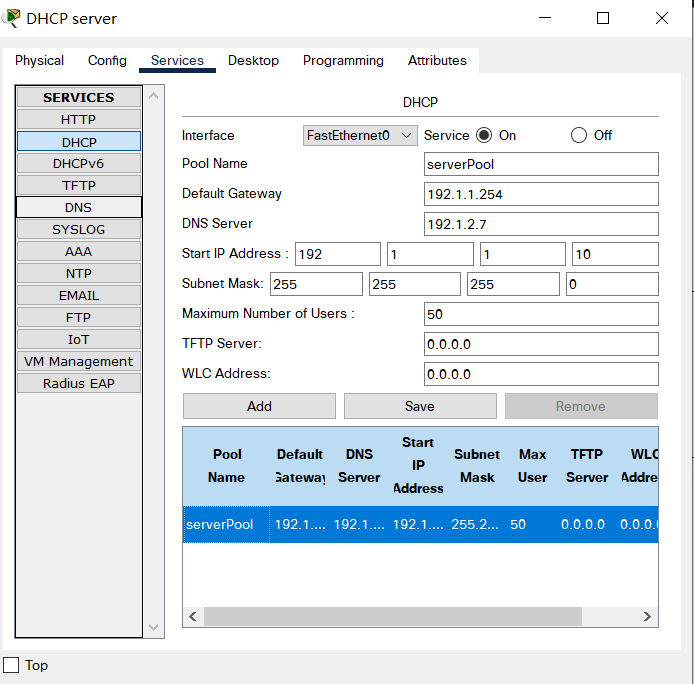 DHCP server
Physical Config Services Desktop Programming Attributes
SERVICES
HTTP
DHCP
DHCPv6
TFTP
DNS
SYSLOG
AAA
NTP
EMAIL
FTP
IoT
VM Management
Radius EAP
DHCP
Interface FastEthernet0 Service On Off
Pool Name serverPool
Default Gateway 192.1.1.254
DNS Server 192.1.2.7
Start IP Address : 192 1 1 10
Subnet Mask: 255 255 255 0
Maximum Number of Users : 50
TFTP Server: 0.0.0.0
WLC Address: 0.0.0.0
Add Save Remove
Pool Name Default Gateway DNS Server Start IP Address Subnet Mask Max User TFTP Server WLC Addre
serverPool 192.1.... 192.1.... 192.1.... 255.2... 50 0.0.0.0 0.0.0.
Top